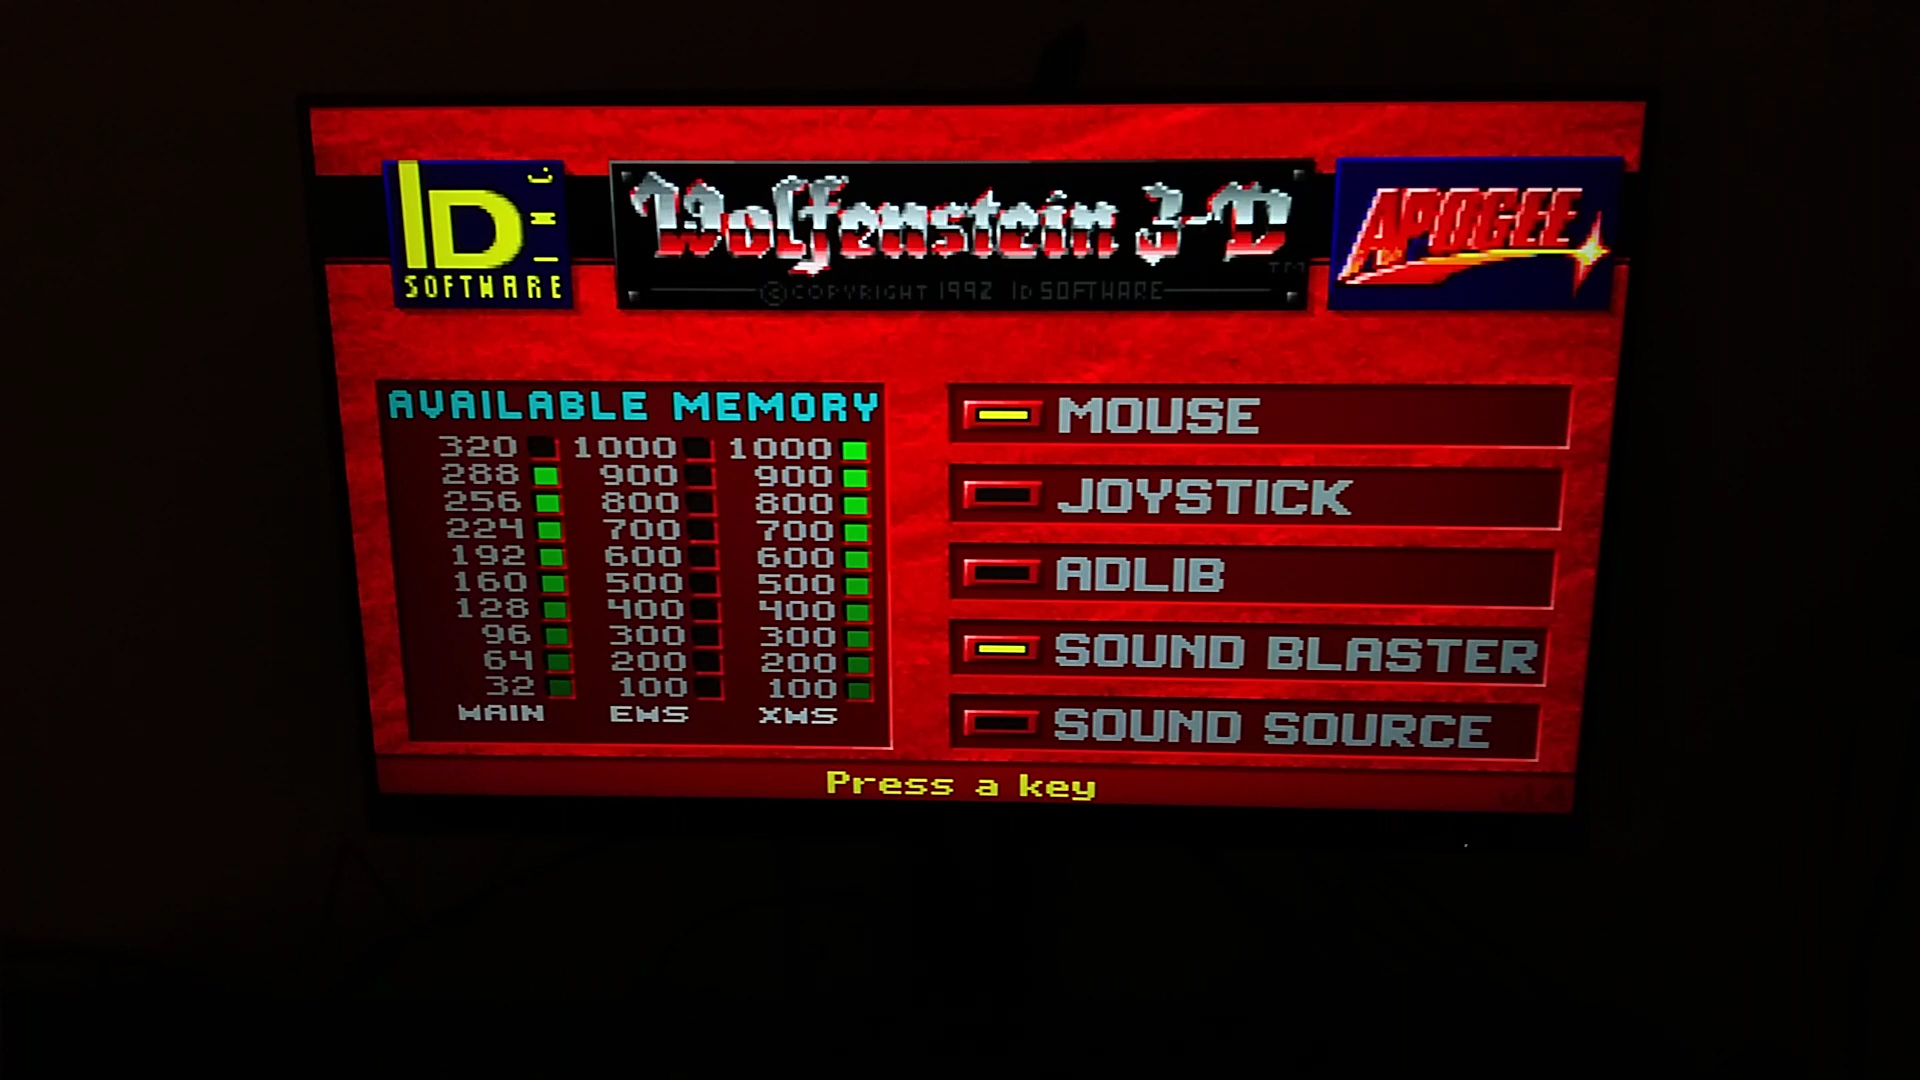 ID
SOFTWARE
Wolfenstein 3-D
TM
©COPYRIGHT 1992 ID SOFTWARE
APOGEE
AVAILABLE MEMORY
320 1000 1000
288 900 900
256 800 800
224 700 700
192 600 600
160 500 500
128 400 400
96 300 300
64 200 200
32 100 100
MAIN EMS XMS
MOUSE
JOYSTICK
ADLIB
SOUND BLASTER
SOUND SOURCE
Press a key